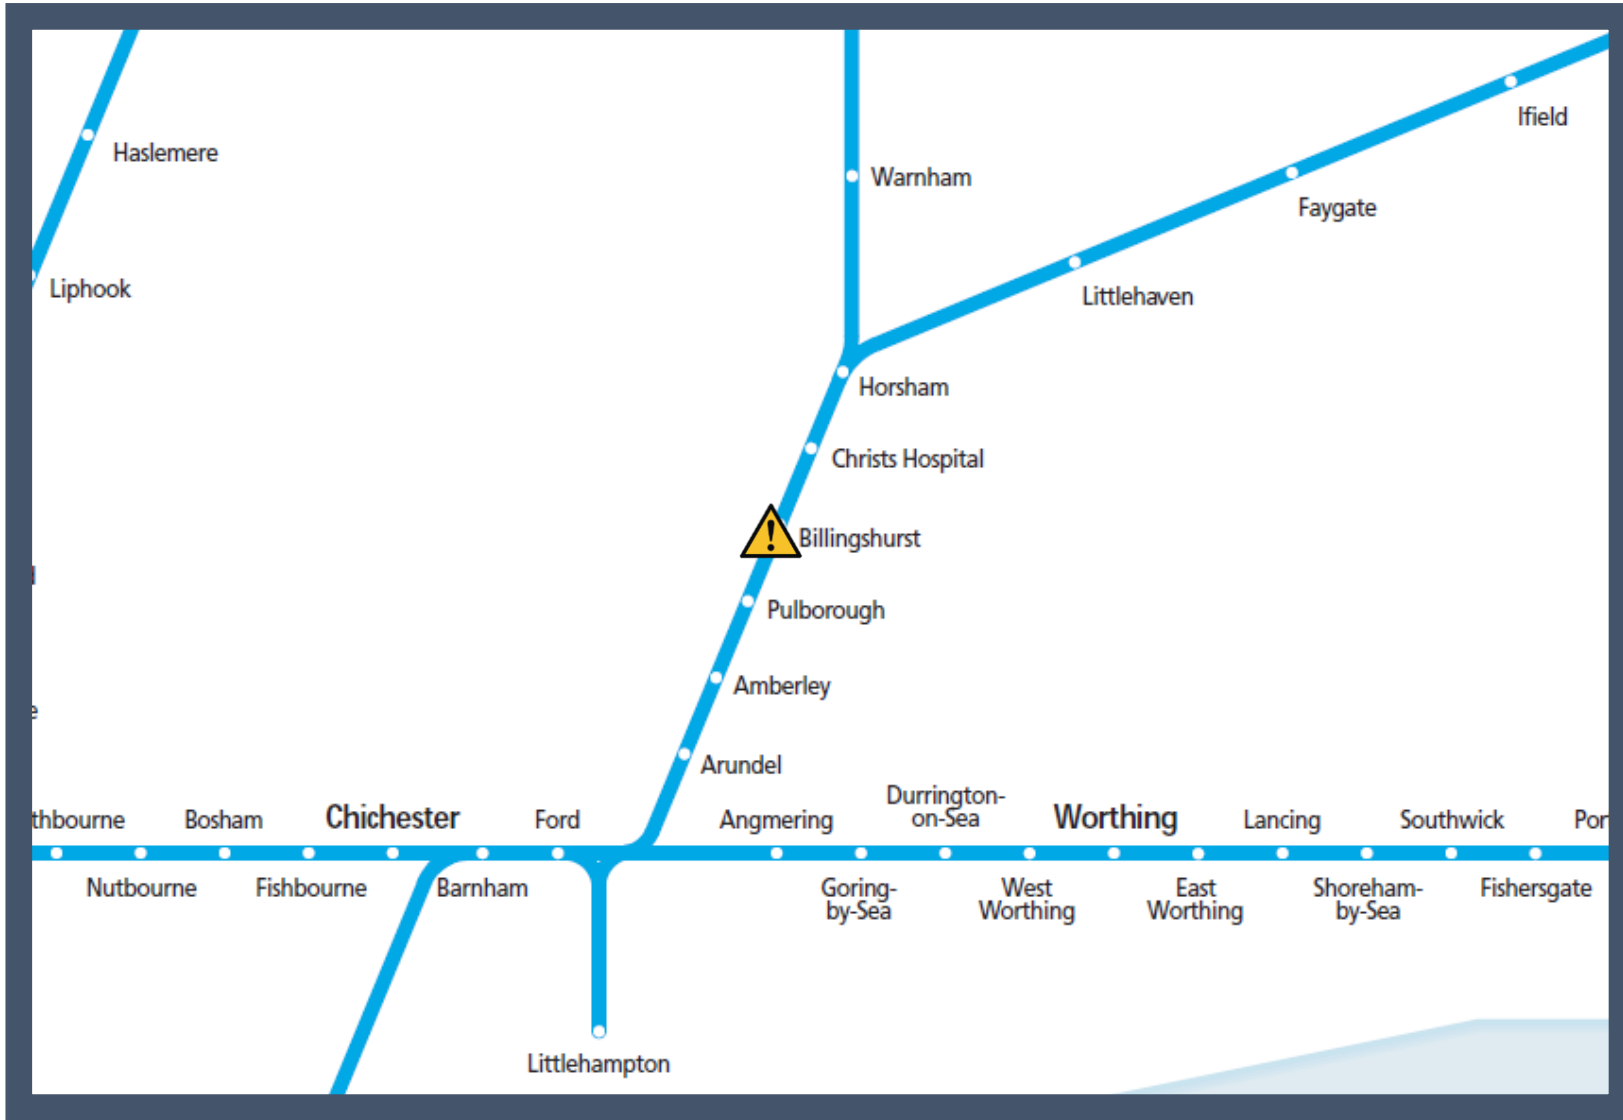 Ifield
Haslemere
Warnham
Faygate
Liphook
Littlehaven
Horsham
Christs Hospital
!
Billingshurst
Pulborough
Amberley
Arundel
thbourne
Bosham
Chichester
Ford
Angmering
Durrington-
on-Sea
Worthing
Lancing
Southwick
Por
Nutbourne
Fishbourne
Barnham
Goring-
by-Sea
West
Worthing
East
Worthing
Shoreham-
by-Sea
Fishersgate
Littlehampton